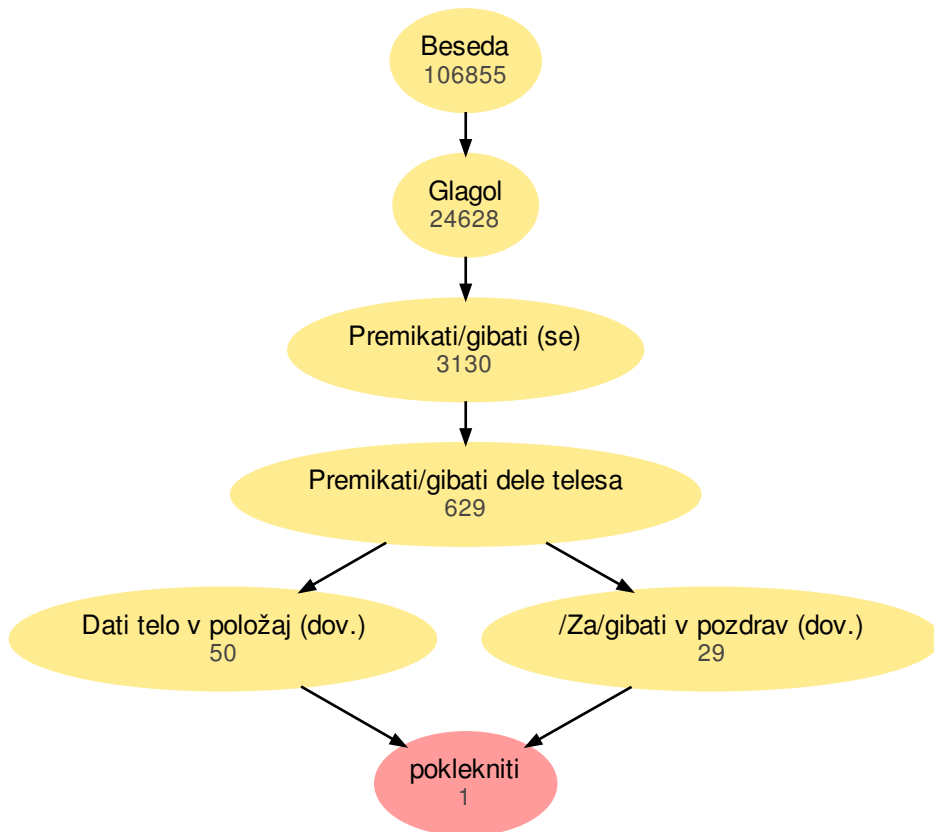 Beseda
106855
Glagol
24628
Premikati/gibati (se)
3130
Premikati/gibati dele telesa
629
Dati telo v položaj (dov.)
50
/Za/gibati v pozdrav (dov.)
29
poklekniti
1